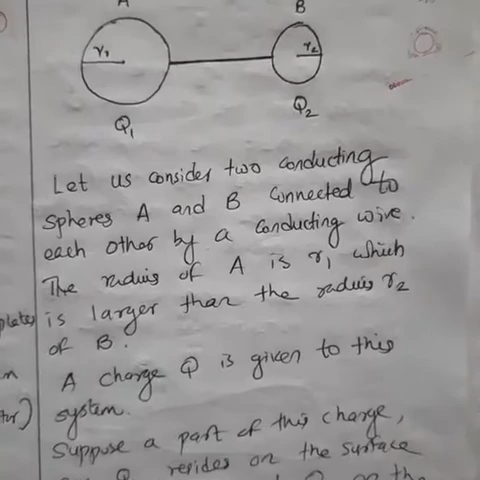 A
B
r₁
r₂
Q₁
Q₂
Let us consider two conducting
spheres A and B connected to
each other by a conducting wire.
The radius of A is r₁ which
is larger than the radius r₂
of B.
A charge Q is given to this
system.
Suppose a part of this charge,
resides on the surface
plates